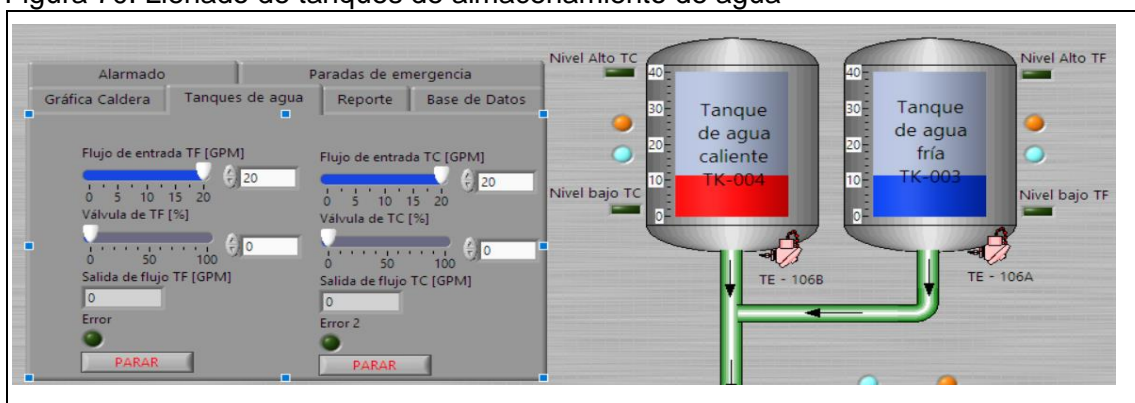 Figura 70. Llenado de tanques de almacenamiento de agua
Alarmado
Paradas de emergencia
Gráfica Caldera
Tanques de agua
Reporte
Base de Datos
Flujo de entrada TF [GPM]
20
0 5 10 15 20
Válvula de TF [%]
0
0 50 100
Salida de flujo TF [GPM]
0
Error
PARAR
Flujo de entrada TC [GPM]
20
0 5 10 15 20
Válvula de TC [%]
0
0 50 100
Salida de flujo TC [GPM]
0
Error 2
PARAR
Nivel Alto TC
Nivel bajo TC
40
30
20
10
0
Tanque
de agua
caliente
TK-004
TE - 106B
40
30
20
10
0
Tanque
de agua
fría
TK-003
TE - 106A
Nivel Alto TF
Nivel bajo TF